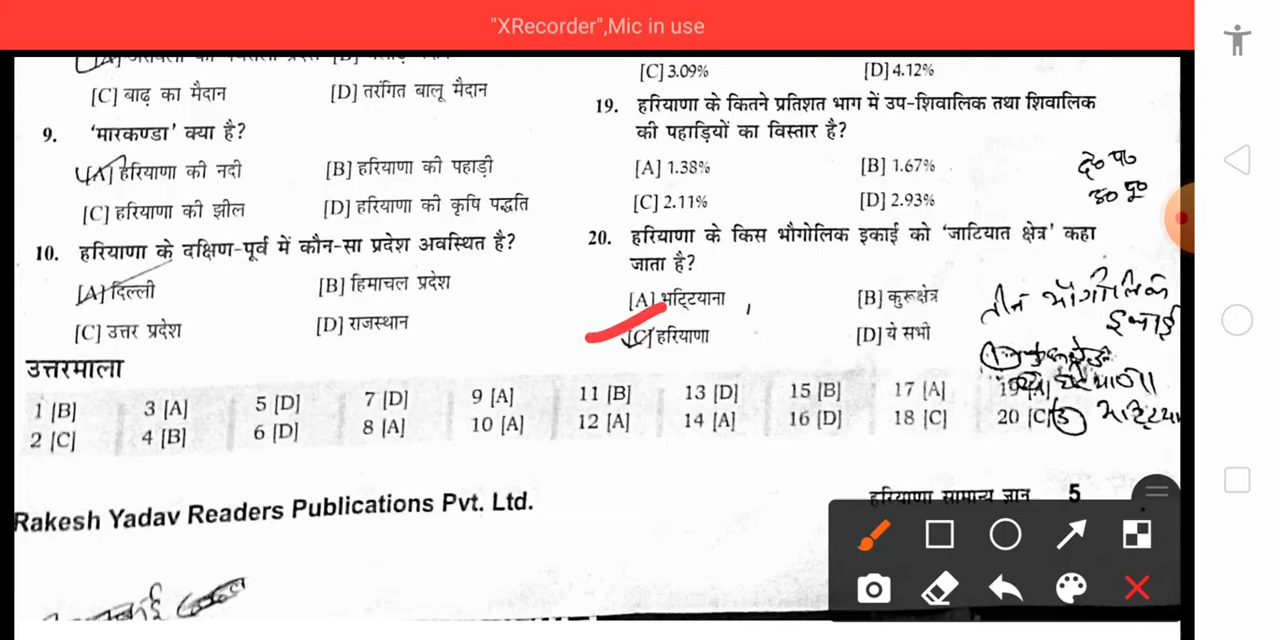 "XRecorder",Mic in use
[C] बाढ़ का मैदान [D] तरंगित बालू मैदान
9. ‘मारकण्डा’ क्या है?
[A] हरियाणा की नदी [B] हरियाणा की पहाड़ी
[C] हरियाणा की झील [D] हरियाणा की कृषि पद्धति
10. हरियाणा के दक्षिण-पूर्व में कौन-सा प्रदेश अवस्थित है?
[A] दिल्ली [B] हिमाचल प्रदेश
[C] उत्तर प्रदेश [D] राजस्थान
[C] 3.09% [D] 4.12%
19. हरियाणा के कितने प्रतिशत भाग में उप-शिवालिक तथा शिवालिक
की पहाड़ियों का विस्तार है?
[A] 1.38% [B] 1.67%
[C] 2.11% [D] 2.93%
20. हरियाणा के किस भौगोलिक इकाई को ‘जाटियात क्षेत्र’ कहा
जाता है?
[A] भट्टियाना [B] कुरूक्षेत्र
[C] हरियाणा [D] ये सभी
द० प०
उ० पू०
तीन भौगोलिक
इकाई
उत्तरमाला
1 [B] 3 [A] 5 [D] 7 [D] 9 [A] 11 [B] 13 [D] 15 [B] 17 [A]
2 [C] 4 [B] 6 [D] 8 [A] 10 [A] 12 [A] 14 [A] 16 [D] 18 [C] 20 [C]
Rakesh Yadav Readers Publications Pvt. Ltd.
हरियाणा सामान्य ज्ञान 5